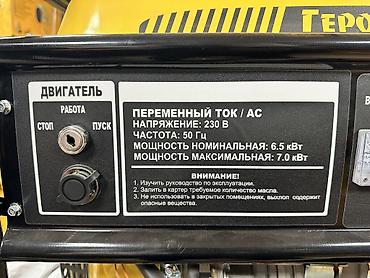 ТЕРО
ДВИГАТЕЛЬ
РАБОТА
СТОП ПУСК
ПЕРЕМЕННЫЙ ТОК / AC
НАПРЯЖЕНИЕ: 230 В
ЧАСТОТА: 50 Гц
МОЩНОСТЬ НОМИНАЛЬНАЯ: 6.5 кВт
МОЩНОСТЬ МАКСИМАЛЬНАЯ: 7.0 кВт
ВНИМАНИЕ!
1. Изучить руководство по эксплуатации.
2. Залить в картер требуемое количество масла.
3. Не использовать в закрытых помещениях, выхлоп содержит
опасные вещества.